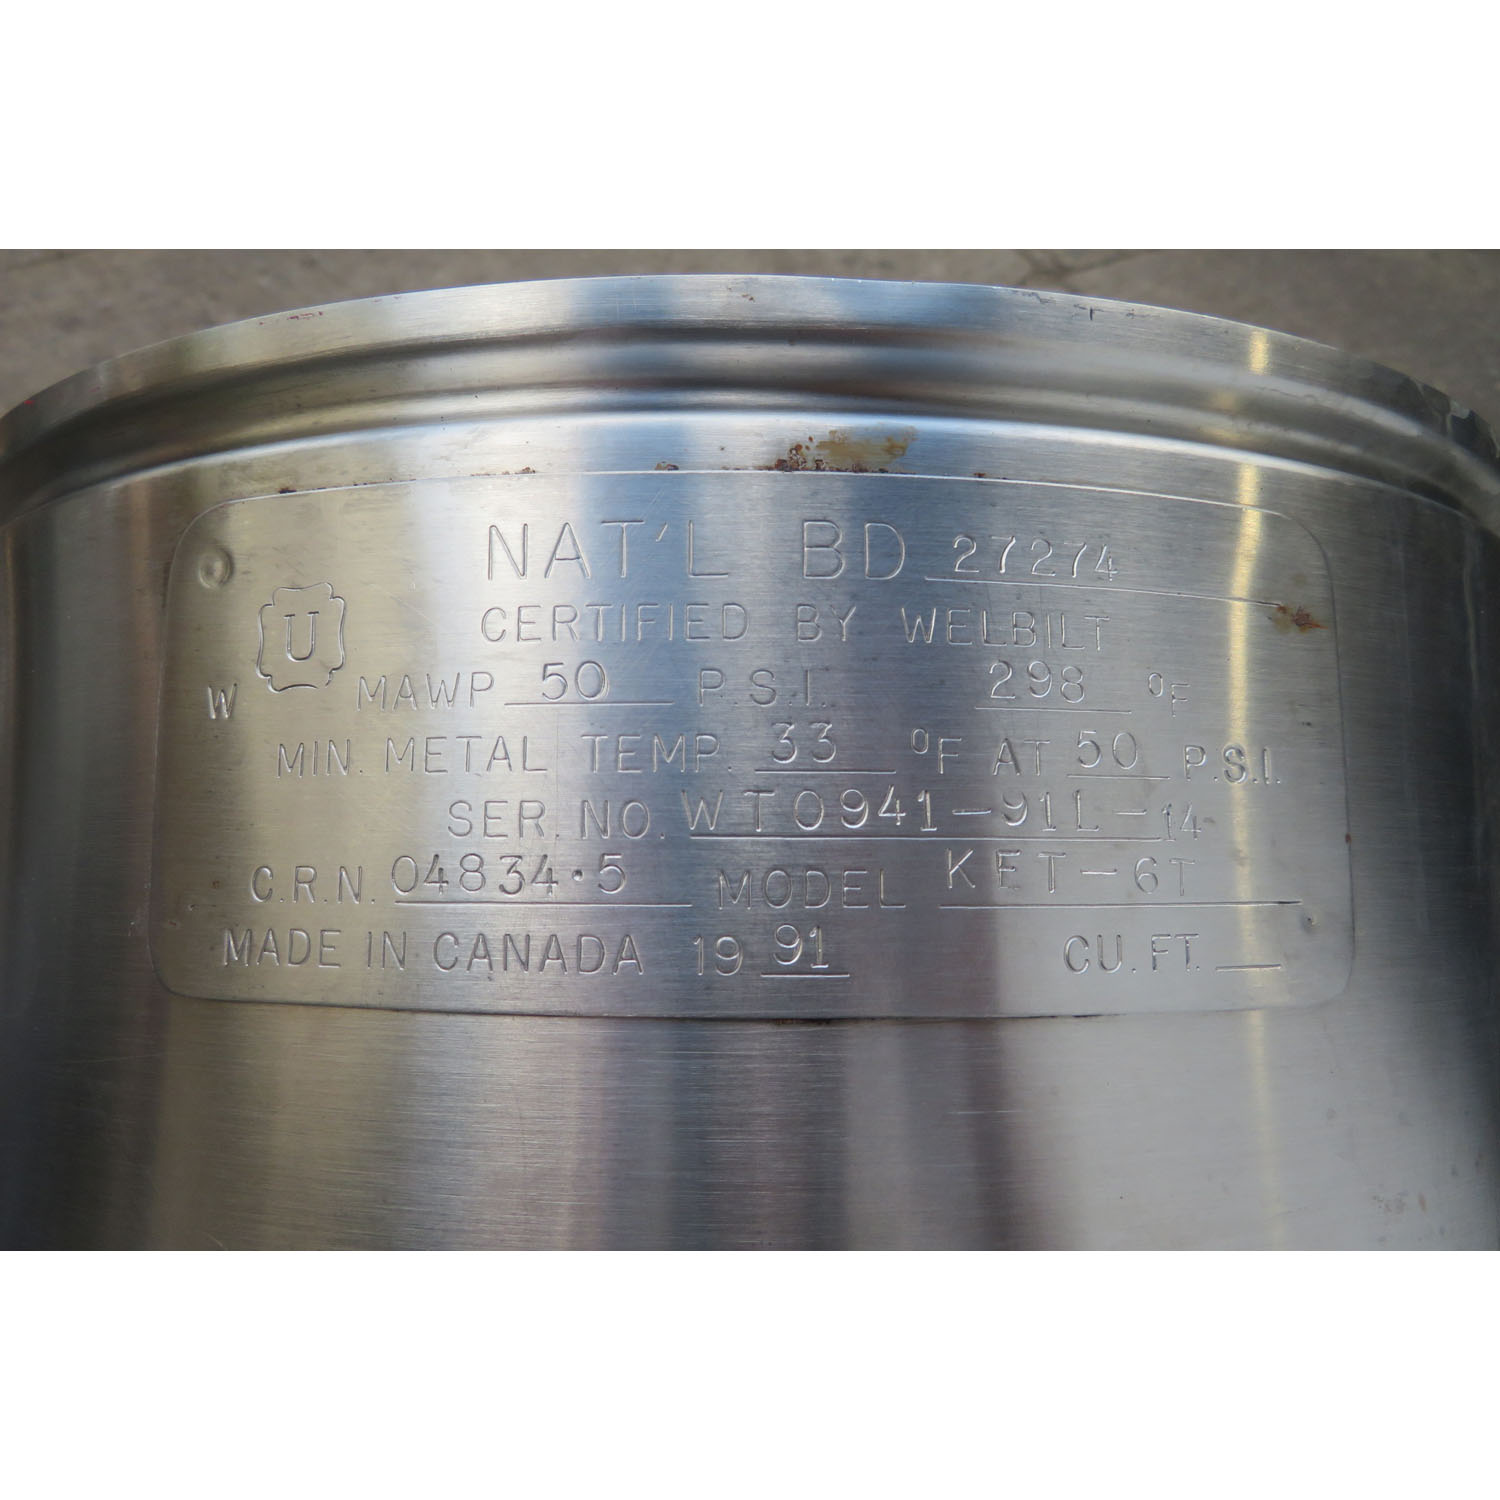 NAT'L BD 27274
U
CERTIFIED BY WELBILT
W MAWP 50 P.S.I. 298 °F
MIN. METAL TEMP. 33 °F AT 50 P.S.I.
SER. NO. WT0941-91L-14
C.R.N. 04834.5 MODEL KET-6T
MADE IN CANADA 19 91 CU. FT. —